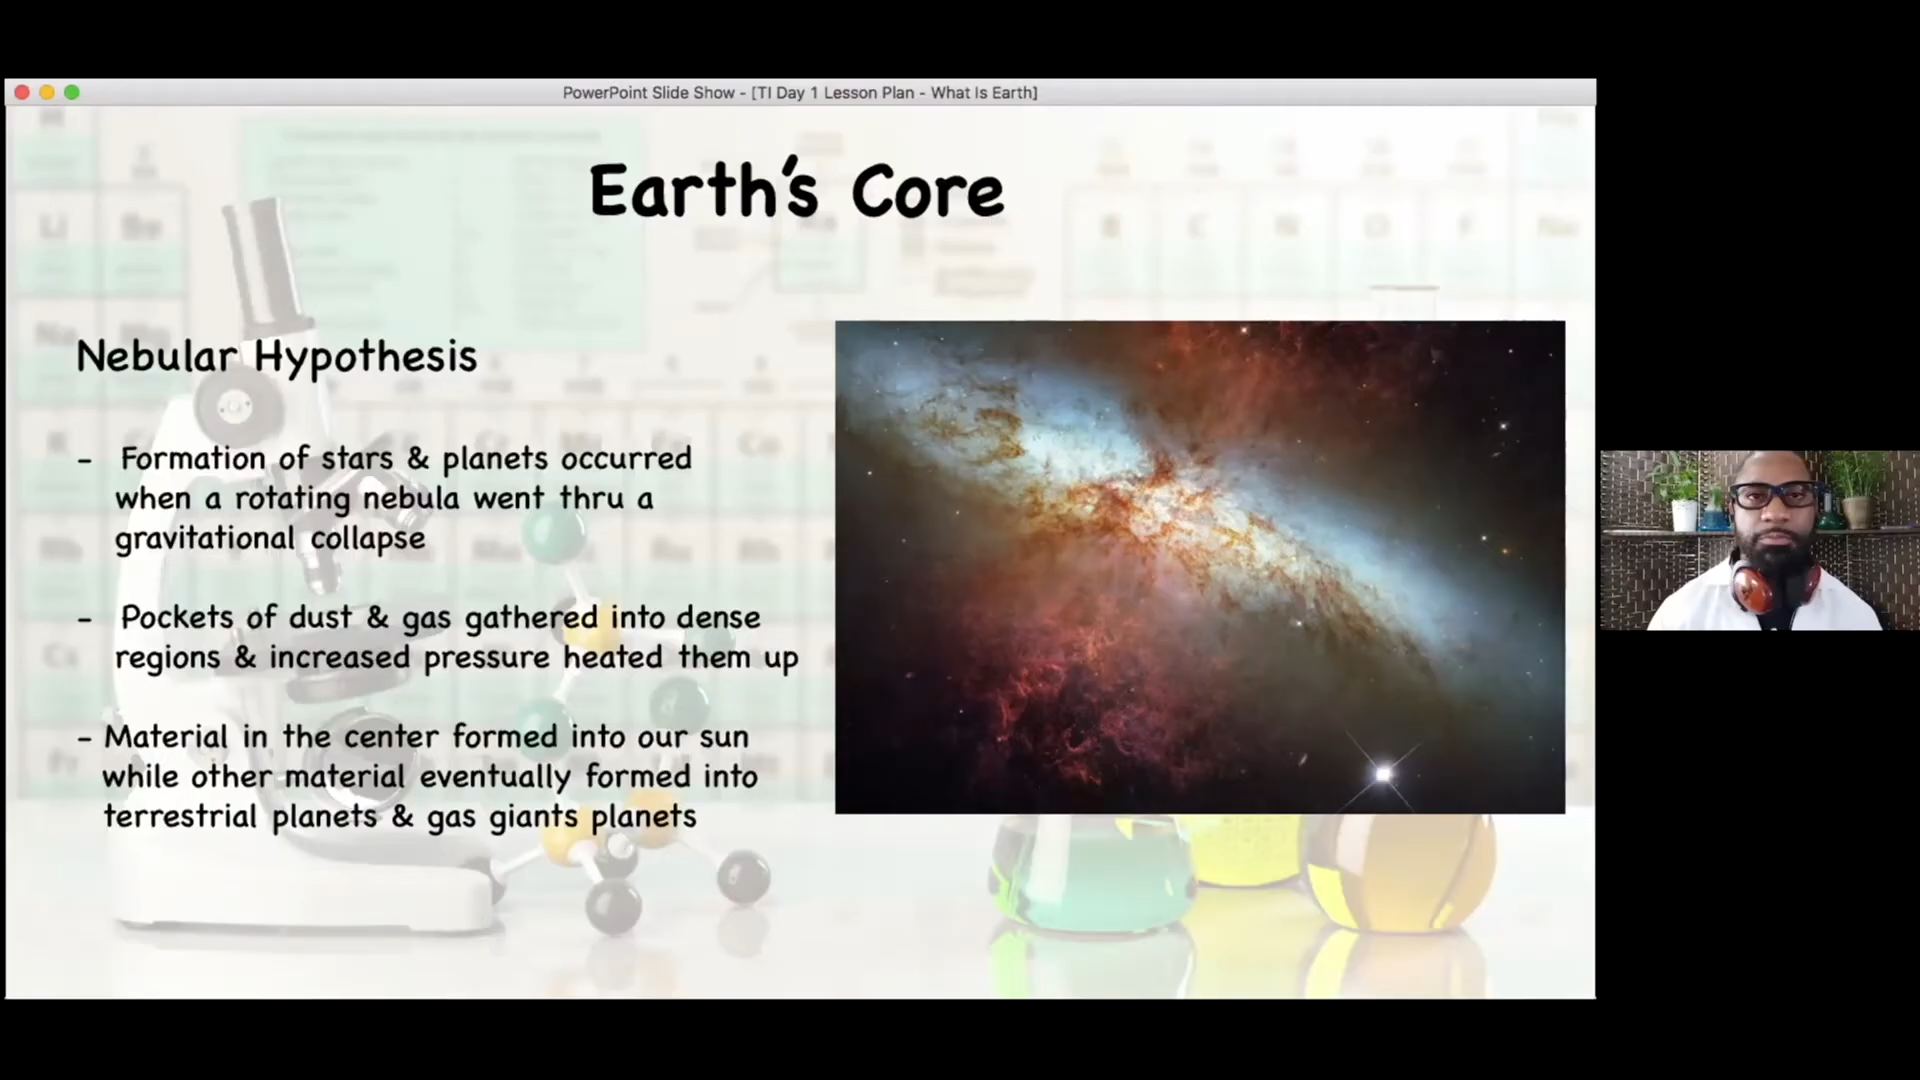 PowerPoint Slide Show - [TI Day 1 Lesson Plan - What Is Earth]
Earth's Core
Nebular Hypothesis
- Formation of stars & planets occurred
when a rotating nebula went thru a
gravitational collapse
- Pockets of dust & gas gathered into dense
regions & increased pressure heated them up
- Material in the center formed into our sun
while other material eventually formed into
terrestrial planets & gas giants planets